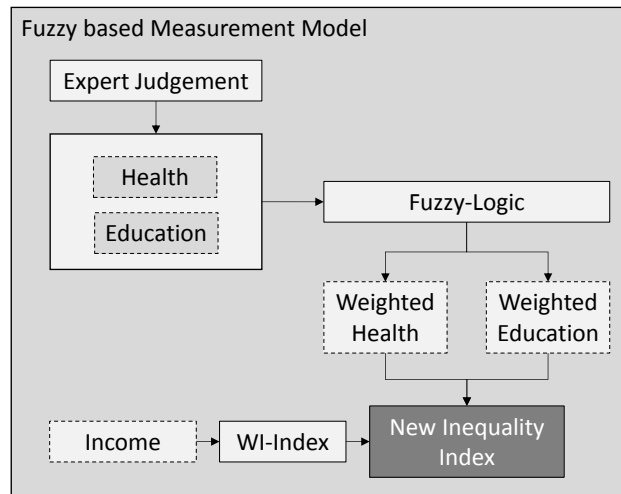 Fuzzy based Measurement Model
Expert Judgement
Health
Education
Fuzzy-Logic
Weighted
Health
Weighted
Education
Income
WI-Index
New Inequality
Index